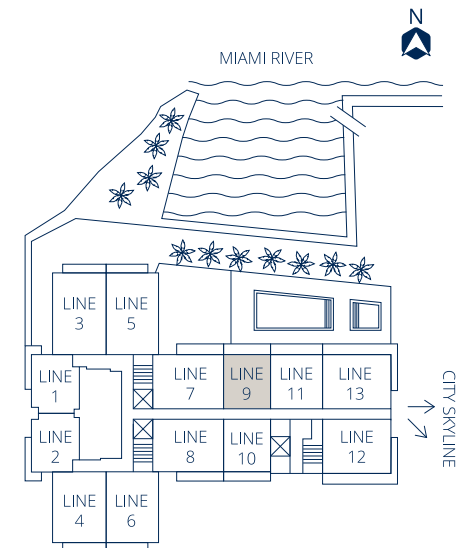 N
MIAMI RIVER
LINE
3
LINE
5
LINE
1
LINE
7
LINE
9
LINE
11
LINE
13
CITY SKYLINE
LINE
2
LINE
8
LINE
10
LINE
12
LINE
4
LINE
6